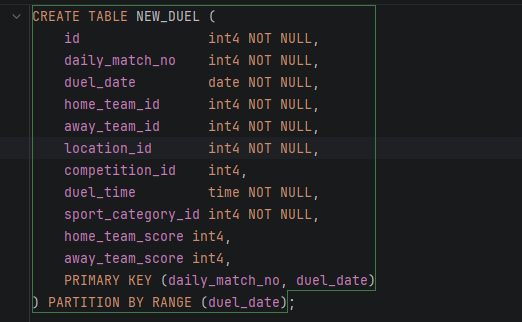 CREATE TABLE NEW_DUEL (
    id                int4 NOT NULL,
    daily_match_no    int4 NOT NULL,
    duel_date         date NOT NULL,
    home_team_id      int4 NOT NULL,
    away_team_id      int4 NOT NULL,
    location_id       int4 NOT NULL,
    competition_id    int4,
    duel_time         time NOT NULL,
    sport_category_id int4 NOT NULL,
    home_team_score int4,
    away_team_score int4,
    PRIMARY KEY (daily_match_no, duel_date)
) PARTITION BY RANGE (duel_date);